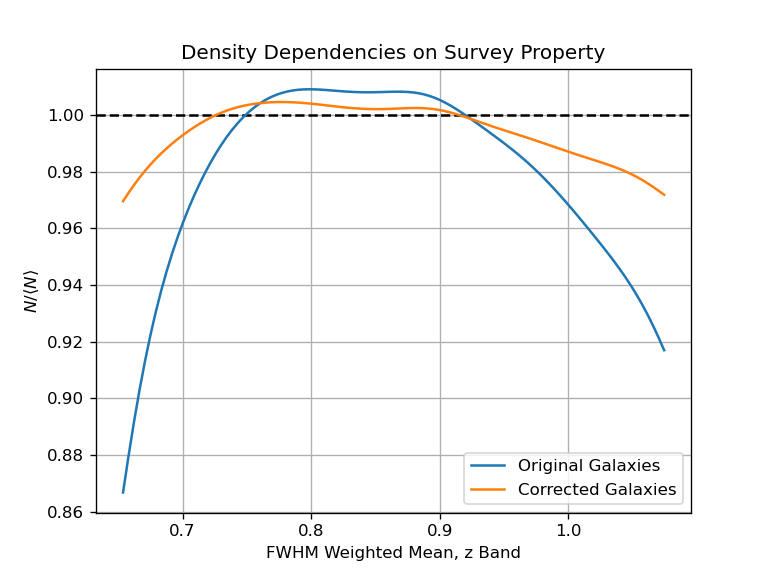 Density Dependencies on Survey Property
N/⟨N⟩
1.00
0.98
0.96
0.94
0.92
0.90
0.88
0.86
0.7 0.8 0.9 1.0
FWHM Weighted Mean, z Band
Original Galaxies
Corrected Galaxies